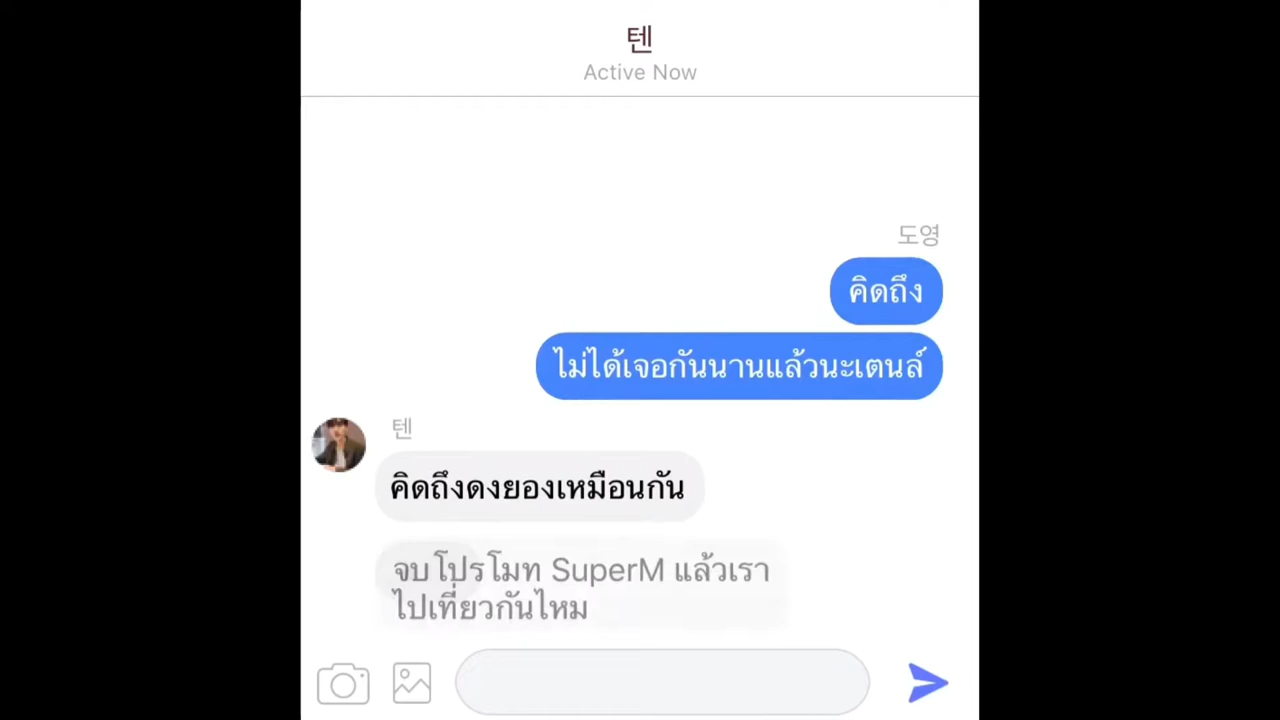 텐
Active Now
도영
คิดถึง
ไม่ได้เจอกันนานแล้วนะเตนล์
텐
คิดถึงดงยองเหมือนกัน
จบโปรโมท SuperM แล้วเรา
ไปเที่ยวกันไหม